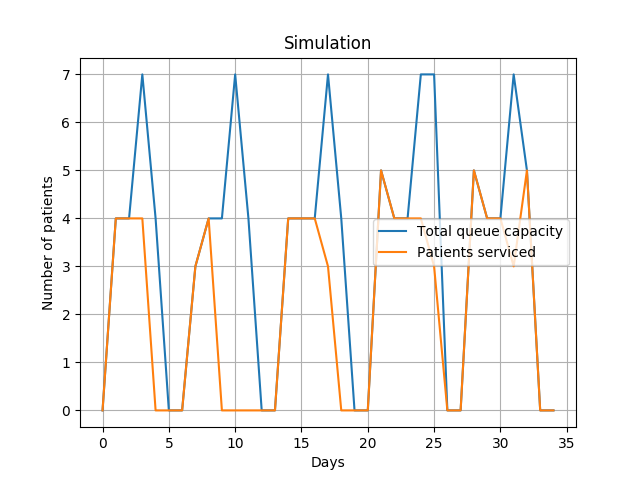 Simulation
7
6
5
4
3
2
1
0
Number of patients
Total queue capacity
Patients serviced
0 5 10 15 20 25 30 35
Days